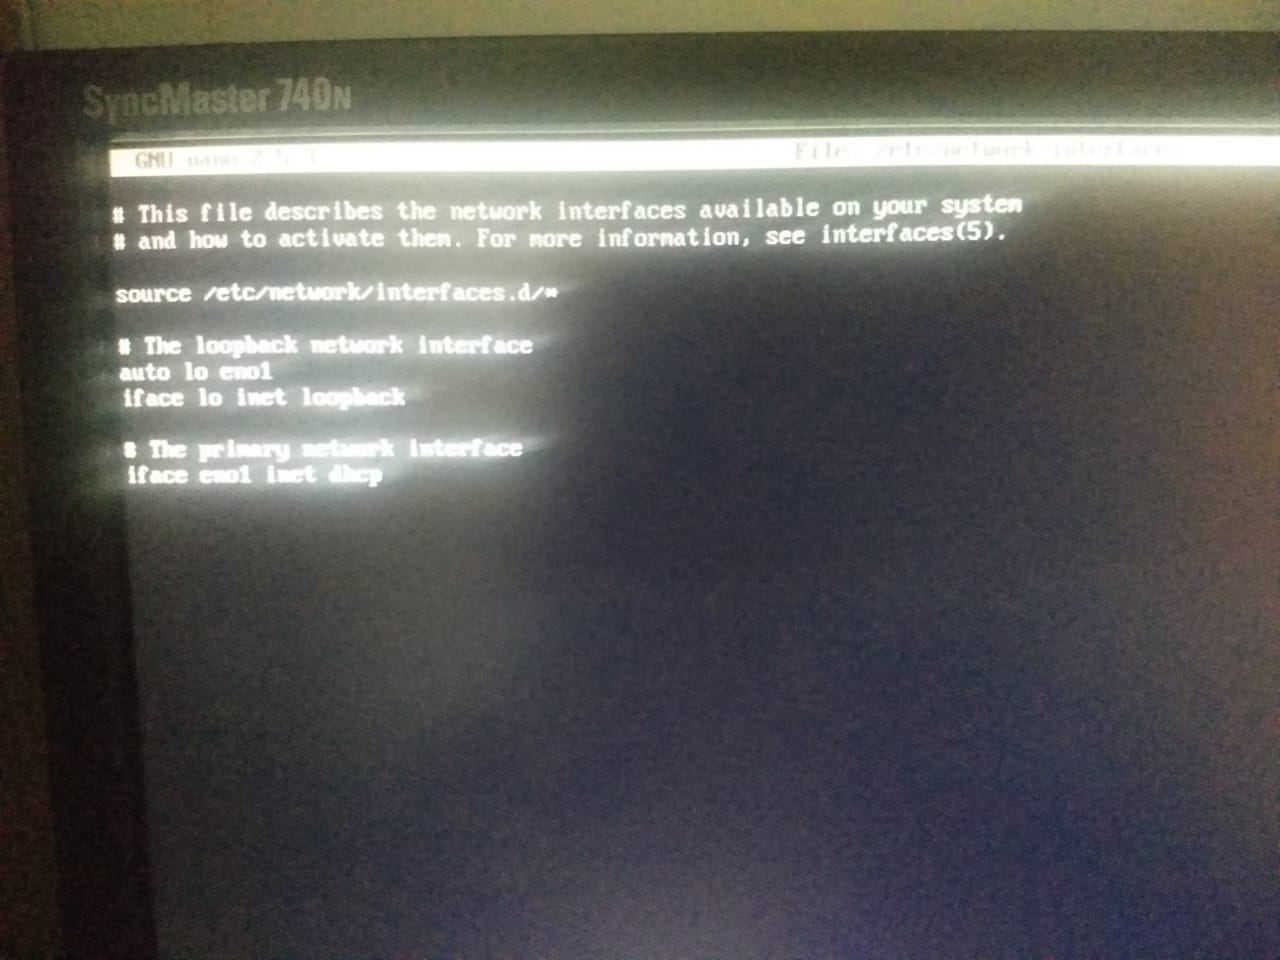 SyncMaster 740N
GNU nano 2.5.3 File: /etc/network/interfaces
# This file describes the network interfaces available on your system
# and how to activate them. For more information, see interfaces(5).
source /etc/network/interfaces.d/*
# The loopback network interface
auto lo eno1
iface lo inet loopback
# The primary network interface
iface eno1 inet dhcp